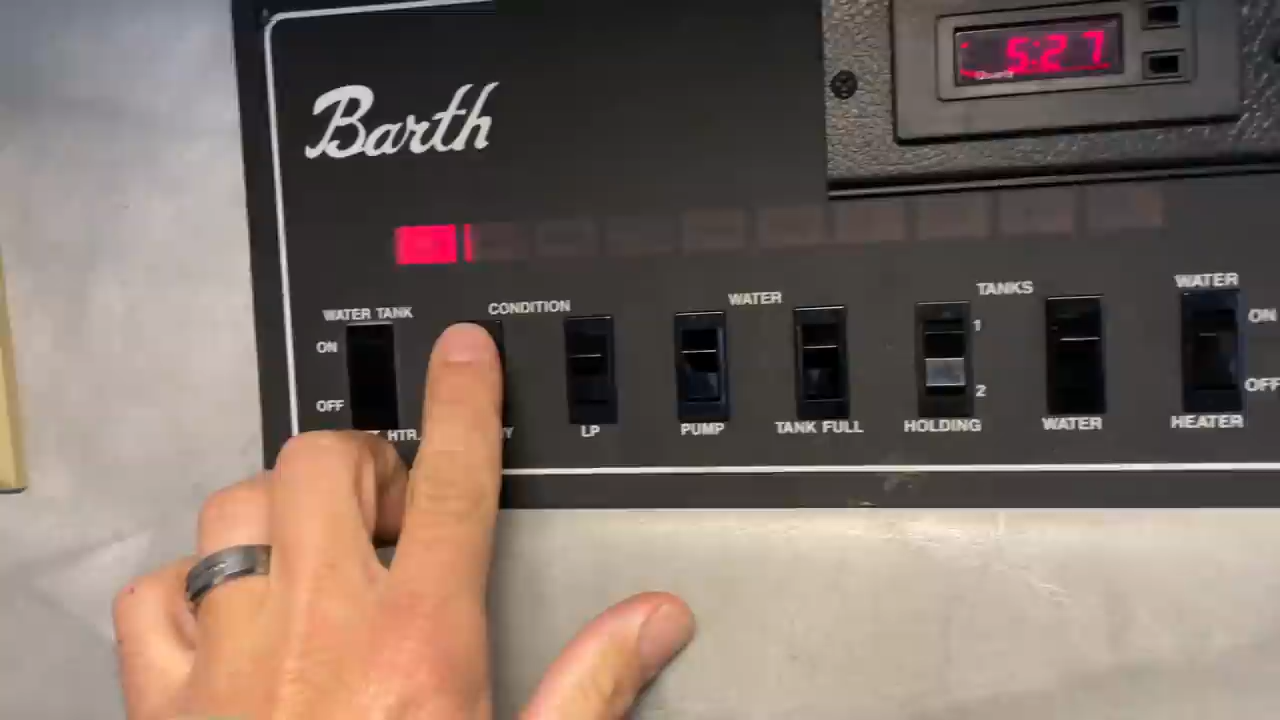 Barth
5:27
Quartz
WATER TANK
CONDITION
WATER
TANKS
WATER
ON
OFF
1
2
ON
OFF
HTR.
LP
PUMP
TANK FULL
HOLDING
WATER
HEATER